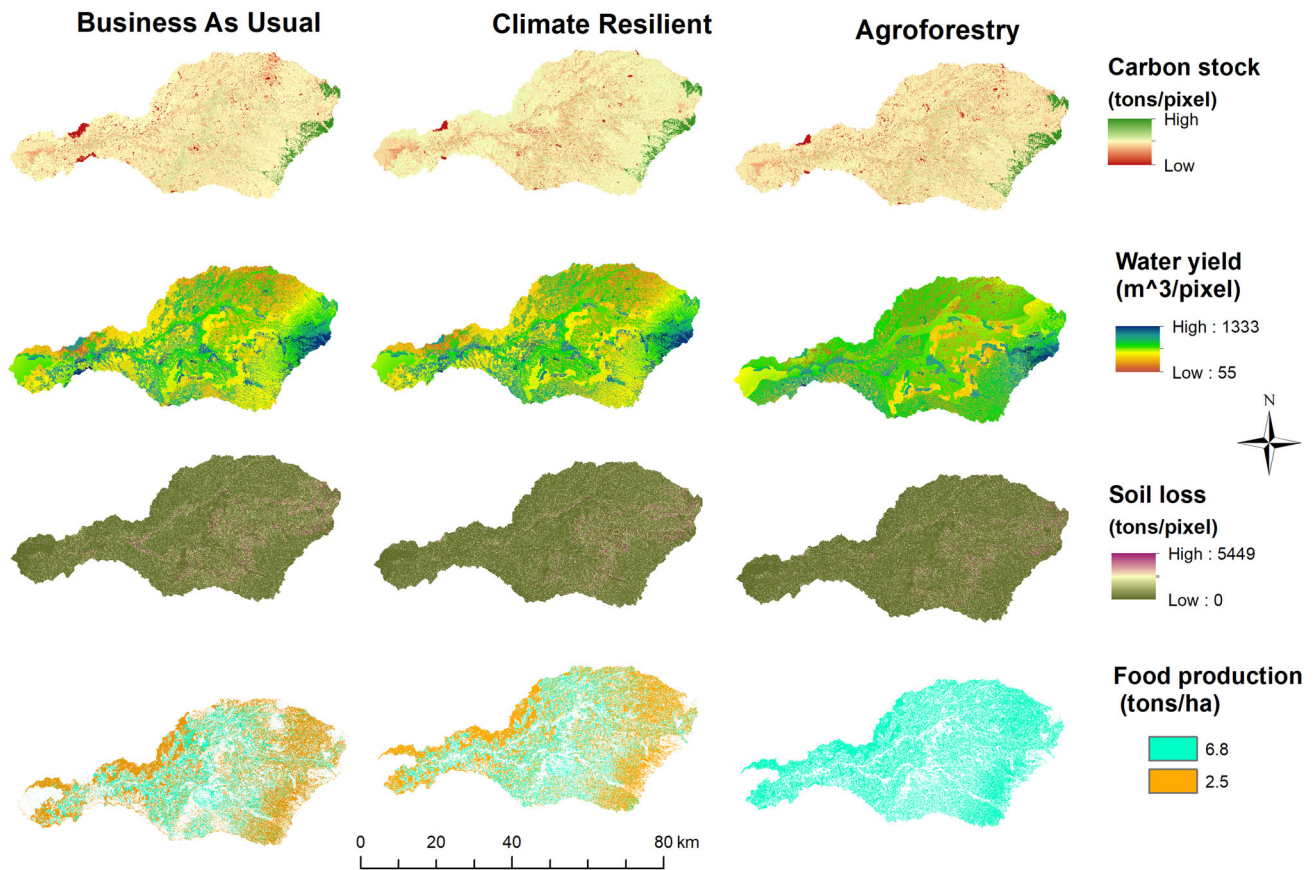 Business As Usual
Climate Resilient
Agroforestry
Carbon stock
(tons/pixel)
High
Low
Water yield
(m^3/pixel)
High : 1333
Low : 55
N
Soil loss
(tons/pixel)
High : 5449
Low : 0
Food production
(tons/ha)
6.8
2.5
0 20 40 80 km